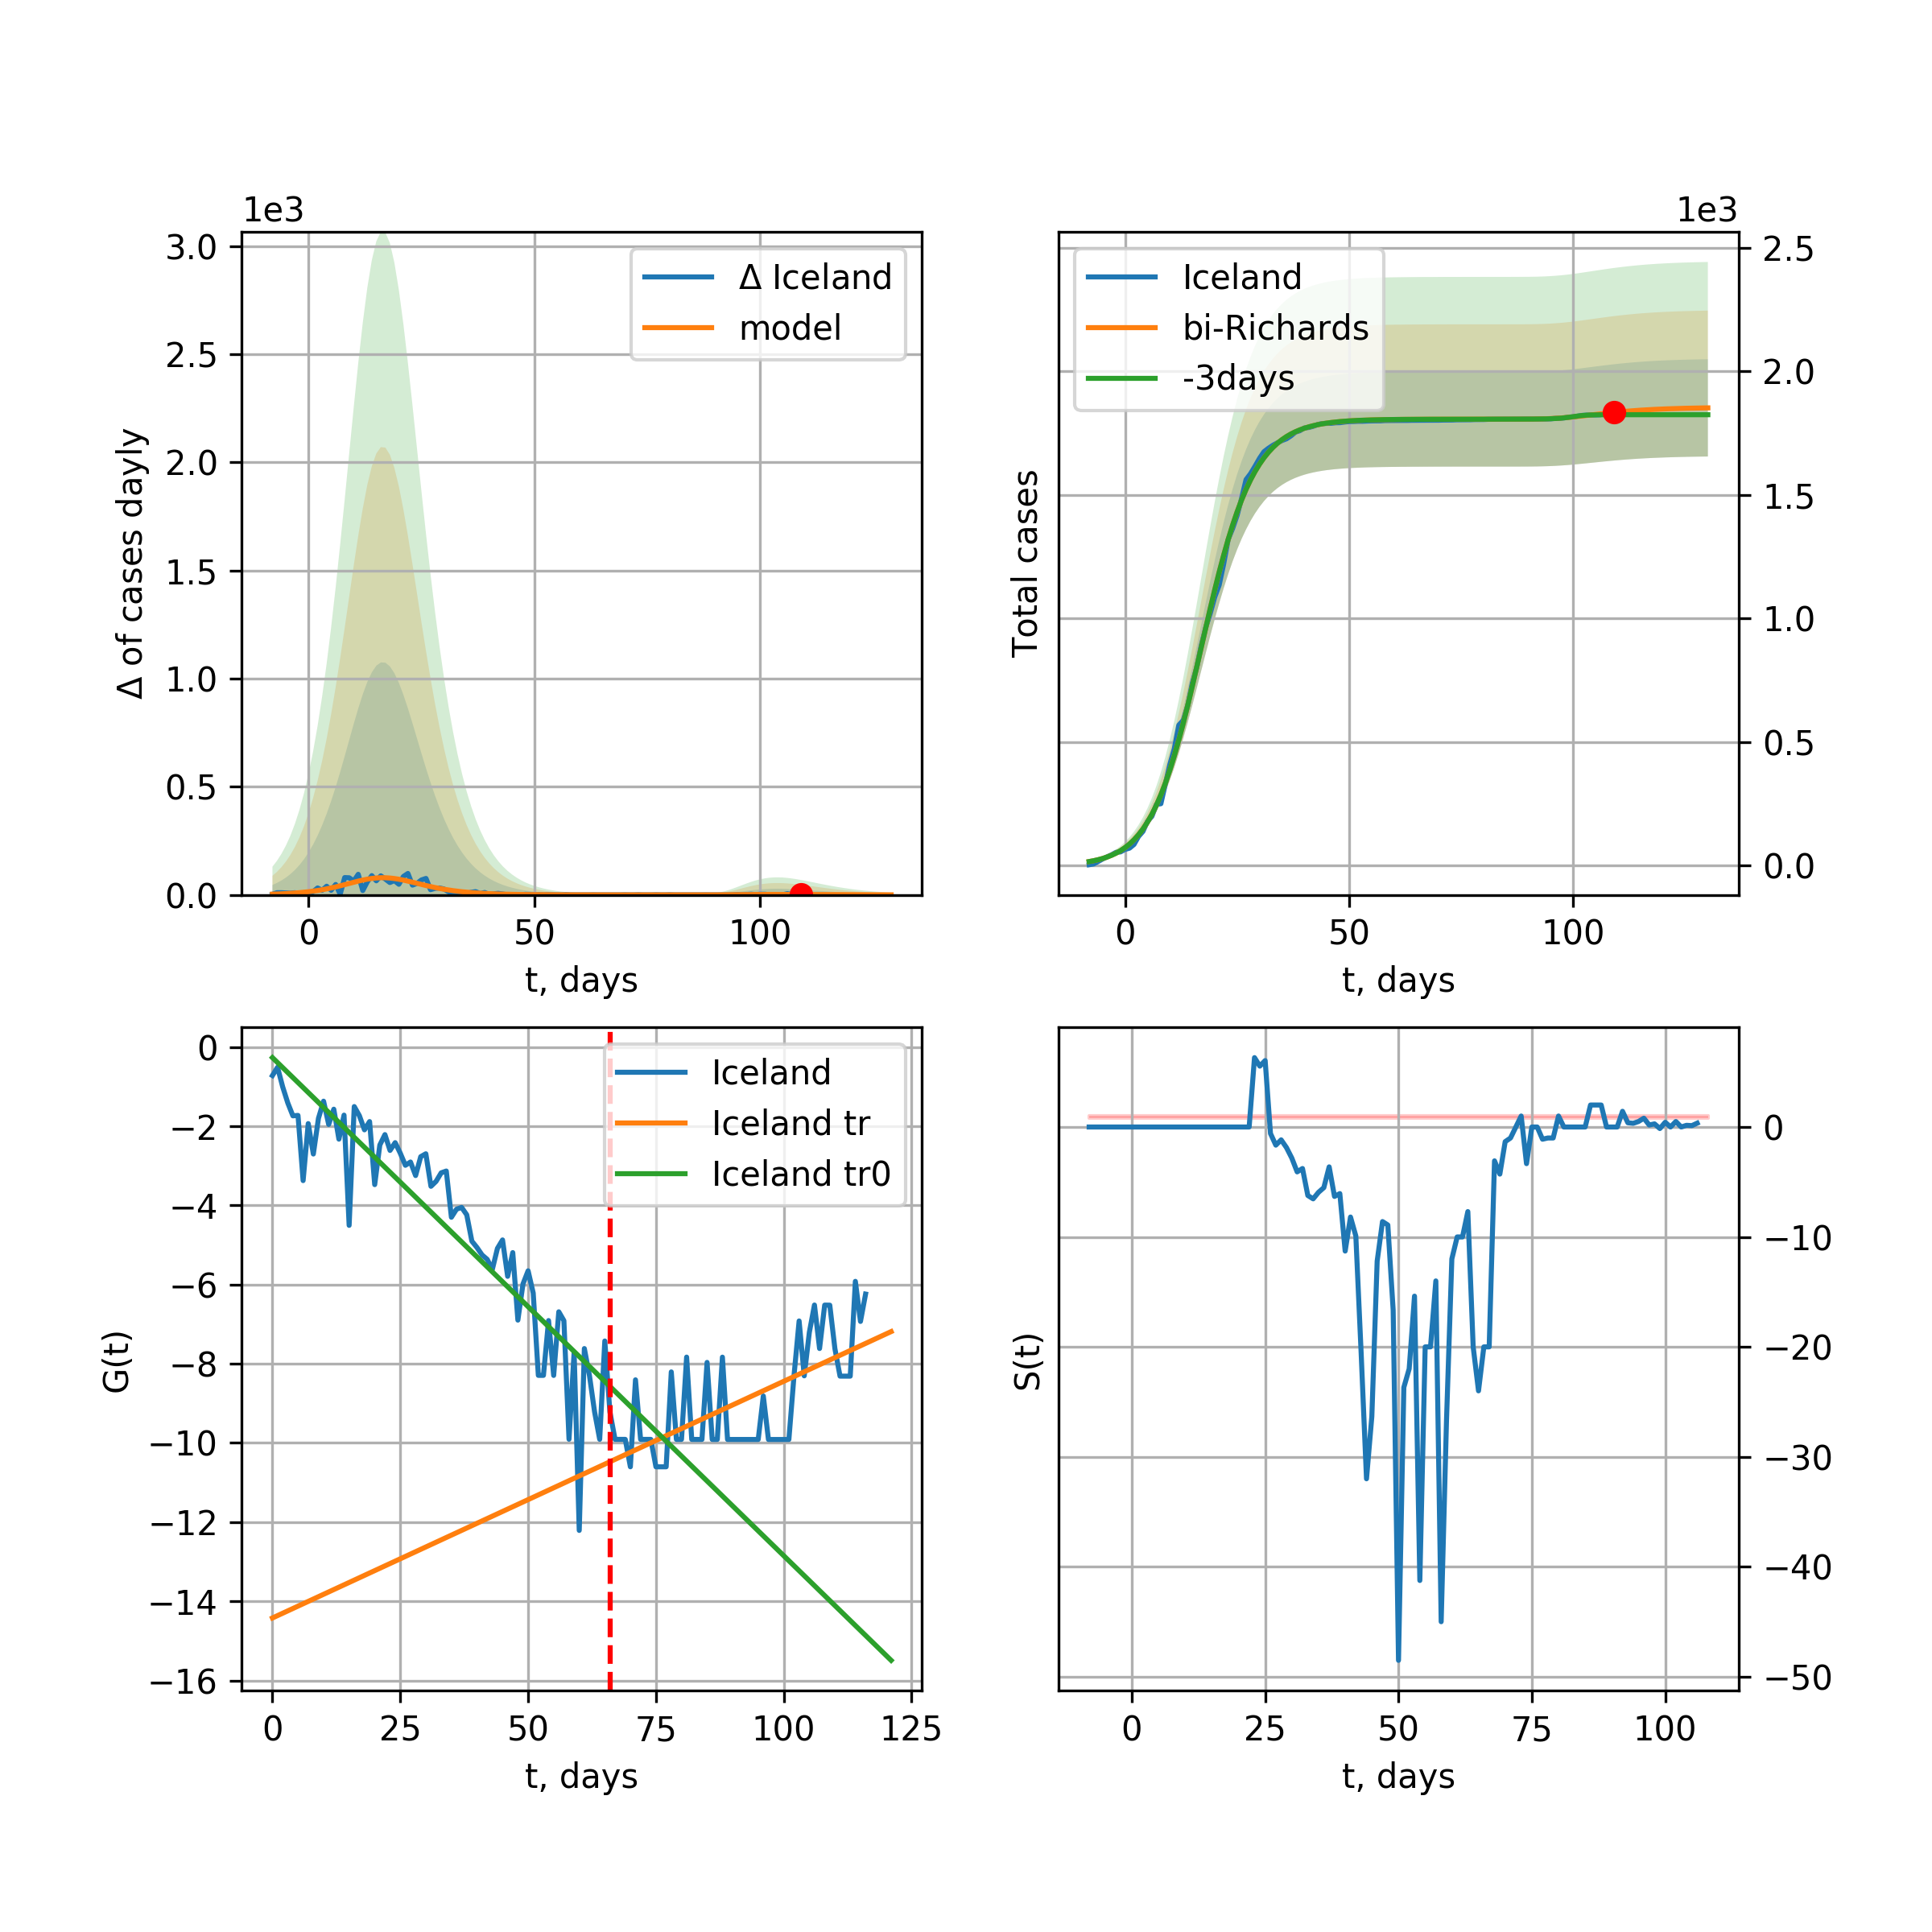 1e3
3.0
2.5
2.0
1.5
1.0
0.5
0.0
Δ of cases dayly
0 50 100
t, days
Δ Iceland
model
1e3
2.5
2.0
1.5
1.0
0.5
0.0
Total cases
0 50 100
t, days
Iceland
bi-Richards
-3days
0
−2
−4
−6
−8
−10
−12
−14
−16
G(t)
0 25 50 75 100 125
t, days
Iceland
Iceland tr
Iceland tr0
0
−10
−20
−30
−40
−50
S(t)
0 25 50 75 100
t, days